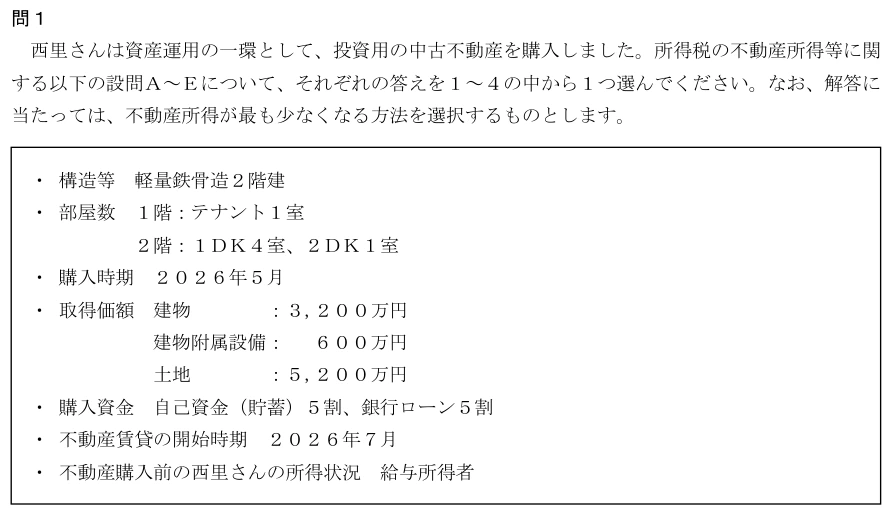 問１
　西里さんは資産運用の一環として、投資用の中古不動産を購入しました。所得税の不動産所得等に関
する以下の設問Ａ～Ｅについて、それぞれの答えを１～４の中から１つ選んでください。なお、解答に
当たっては、不動産所得が最も少なくなる方法を選択するものとします。
・ 構造等　軽量鉄骨造２階建
・ 部屋数　１階：テナント１室
２階：１ＤＫ４室、２ＤＫ１室
・ 購入時期　２０２６年５月
・ 取得価額　建物　　　　：３，２００万円
建物附属設備：　６００万円
土地　　　　：５，２００万円
・ 購入資金　自己資金（貯蓄）５割、銀行ローン５割
・ 不動産賃貸の開始時期　２０２６年７月
・ 不動産購入前の西里さんの所得状況　給与所得者